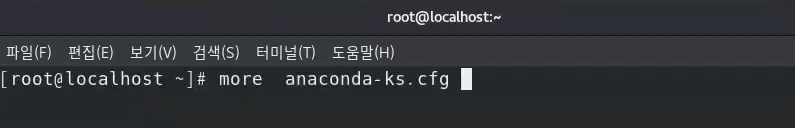 root@localhost:~
파일(F) 편집(E) 보기(V) 검색(S) 터미널(T) 도움말(H)
[root@localhost ~]# more  anaconda-ks.cfg